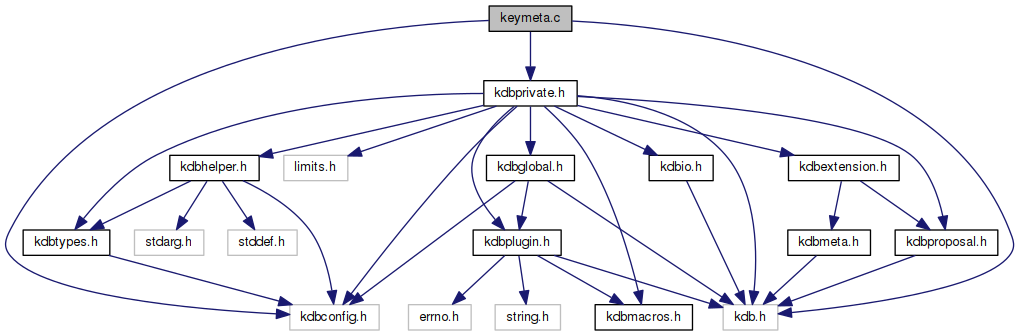 keymeta.c
kdbprivate.h
kdbhelper.h
limits.h
kdbglobal.h
kdbio.h
kdbextension.h
kdbtypes.h
stdarg.h
stddef.h
kdbplugin.h
kdbmeta.h
kdbproposal.h
kdbconfig.h
errno.h
string.h
kdbmacros.h
kdb.h